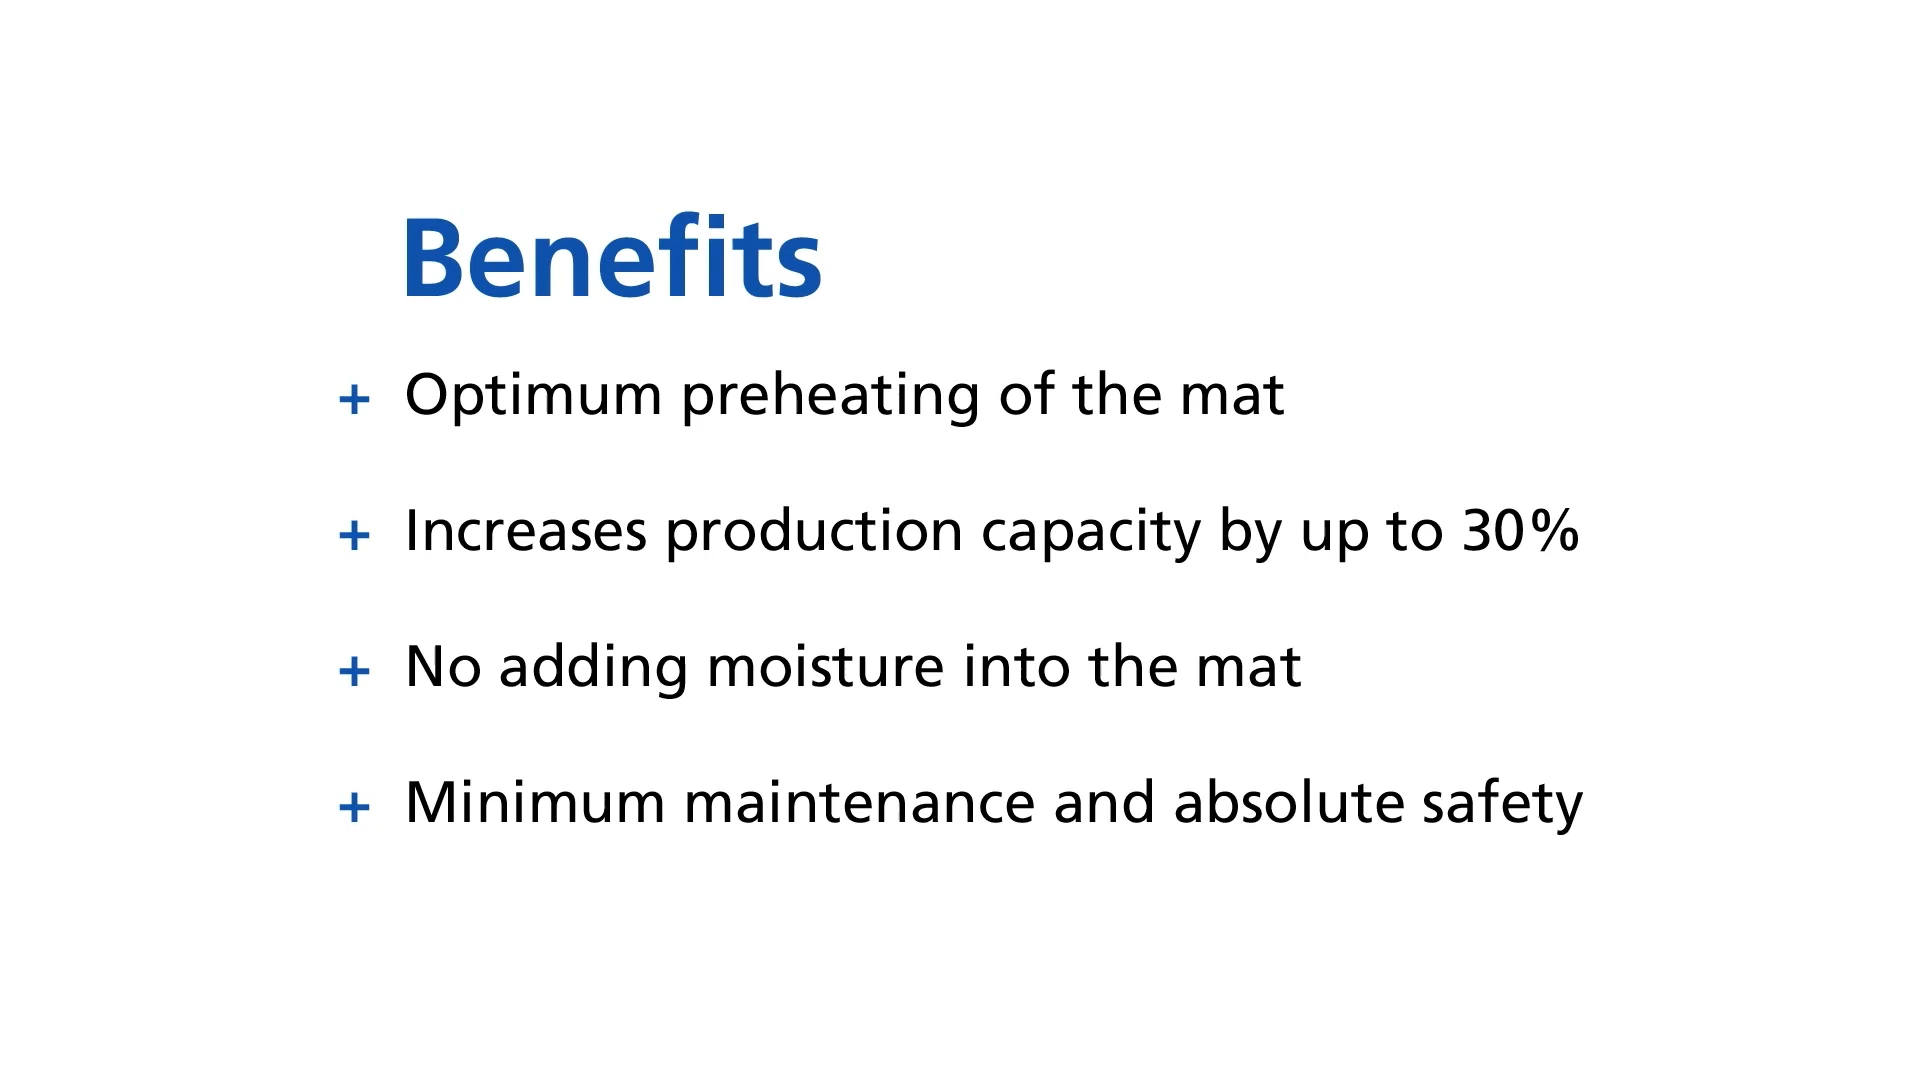 Benefits
+ Optimum preheating of the mat
+ Increases production capacity by up to 30%
+ No adding moisture into the mat
+ Minimum maintenance and absolute safety